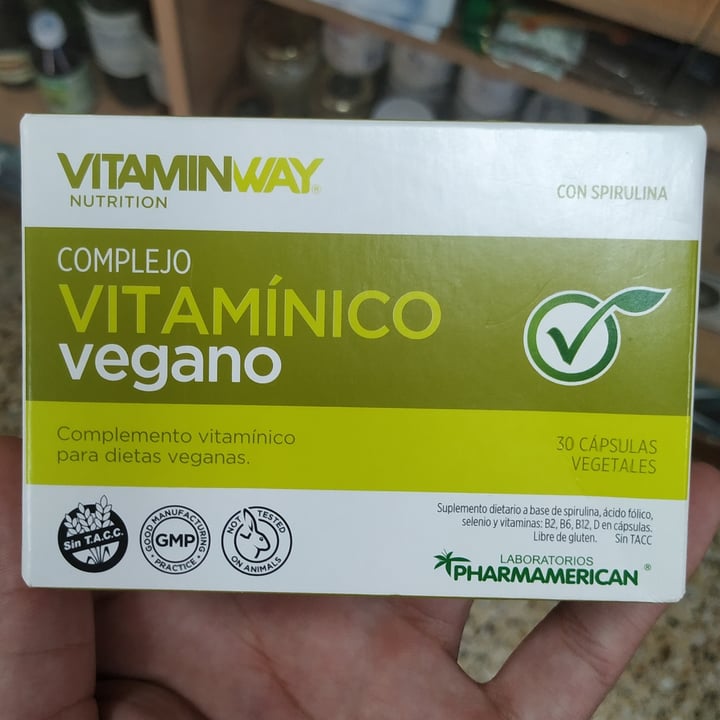 VITAMINWAY®
NUTRITION
CON SPIRULINA
COMPLEJO
VITAMÍNICO
vegano
Complemento vitamínico
para dietas veganas.
30 CÁPSULAS
VEGETALES
Sin T.A.C.C.
GOOD MANUFACTURING
GMP
PRACTICE
NOT TESTED
ON ANIMALS
Suplemento dietario a base de spirulina, ácido fólico,
selenio y vitaminas: B2, B6, B12, D en cápsulas.
Libre de gluten. Sin TACC
LABORATORIOS
PHARMAMERICAN®